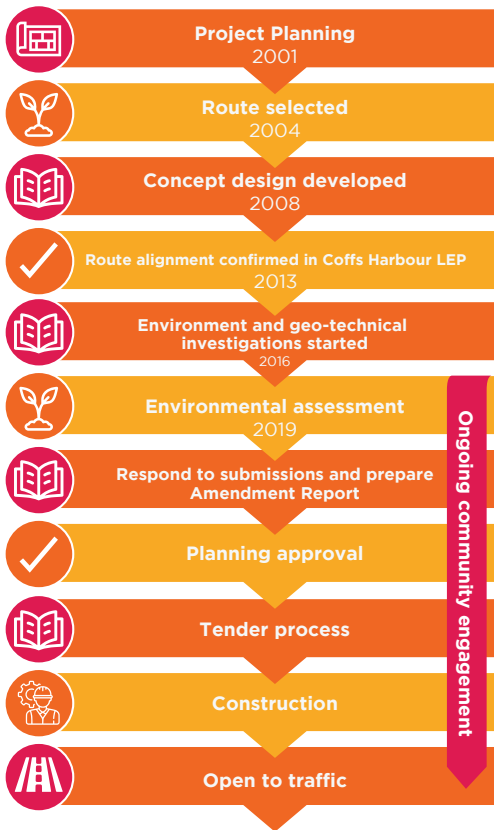 Project Planning
2001
Route selected
2004
Concept design developed
2008
Route alignment confirmed in Coffs Harbour LEP
2013
Environment and geo-technical
investigations started
2016
Environmental assessment
2019
Respond to submissions and prepare
Amendment Report
Planning approval
Tender process
Construction
Open to traffic
Ongoing community engagement